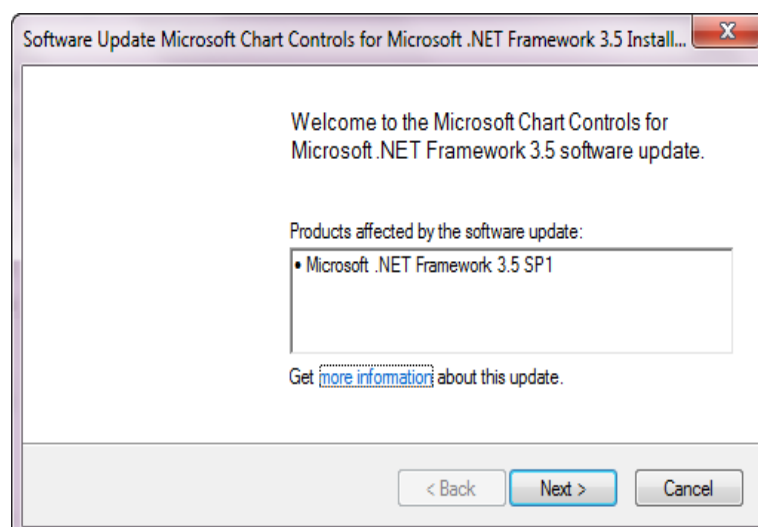 Software Update Microsoft Chart Controls for Microsoft .NET Framework 3.5 Install...
X
Welcome to the Microsoft Chart Controls for
Microsoft .NET Framework 3.5 software update.
Products affected by the software update:
• Microsoft .NET Framework 3.5 SP1
Get more information about this update.
< Back Next > Cancel